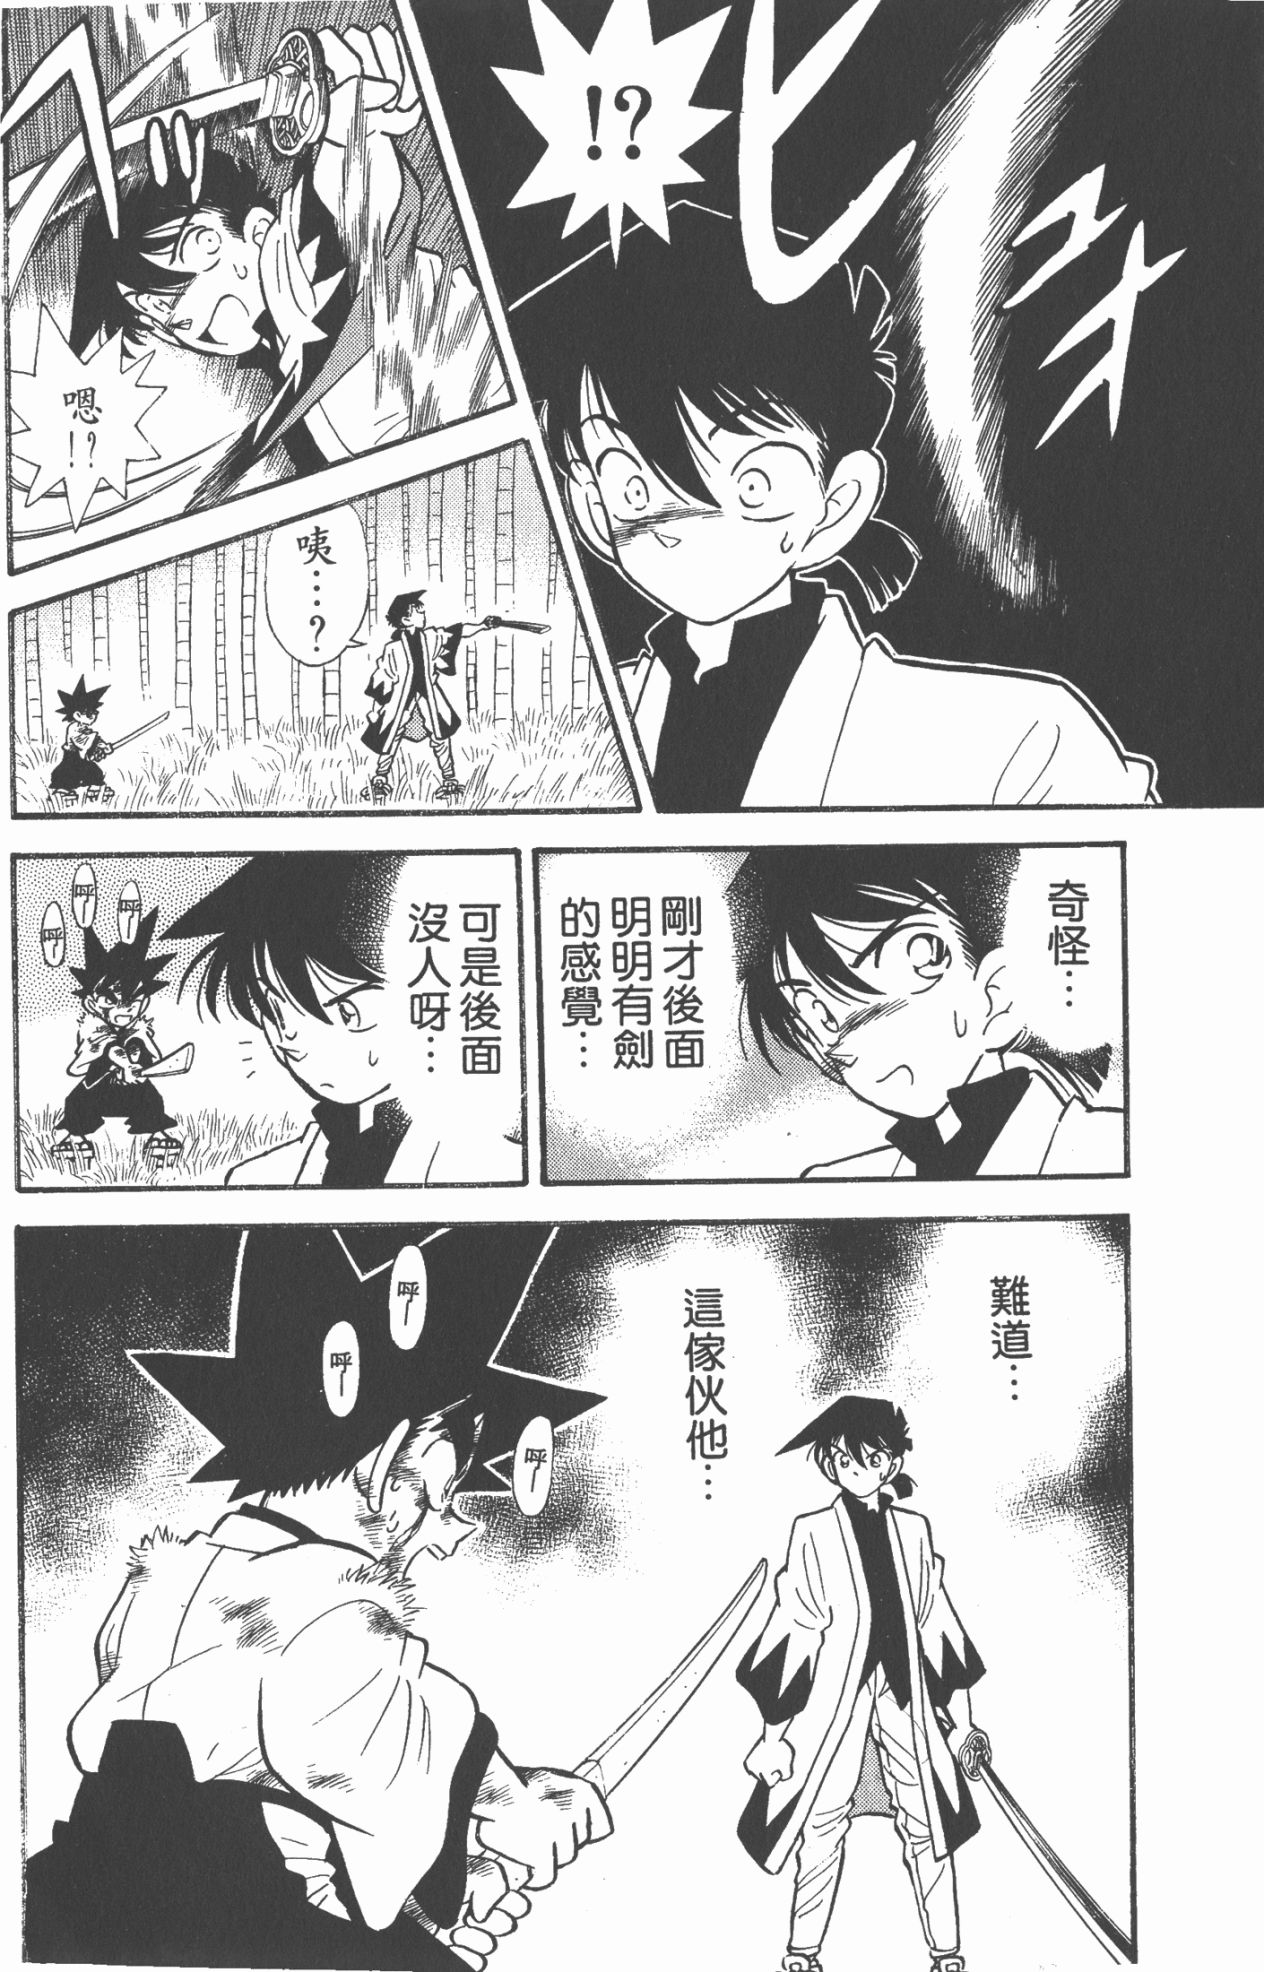 !?
ヒュオ
嗯!?
咦…?
奇怪…
剛才後面
明明有劍
的感覺…
可是後面
沒人呀…
呼—
呼—
呼—
難道…
這傢伙他…
呼—
呼—
呼—